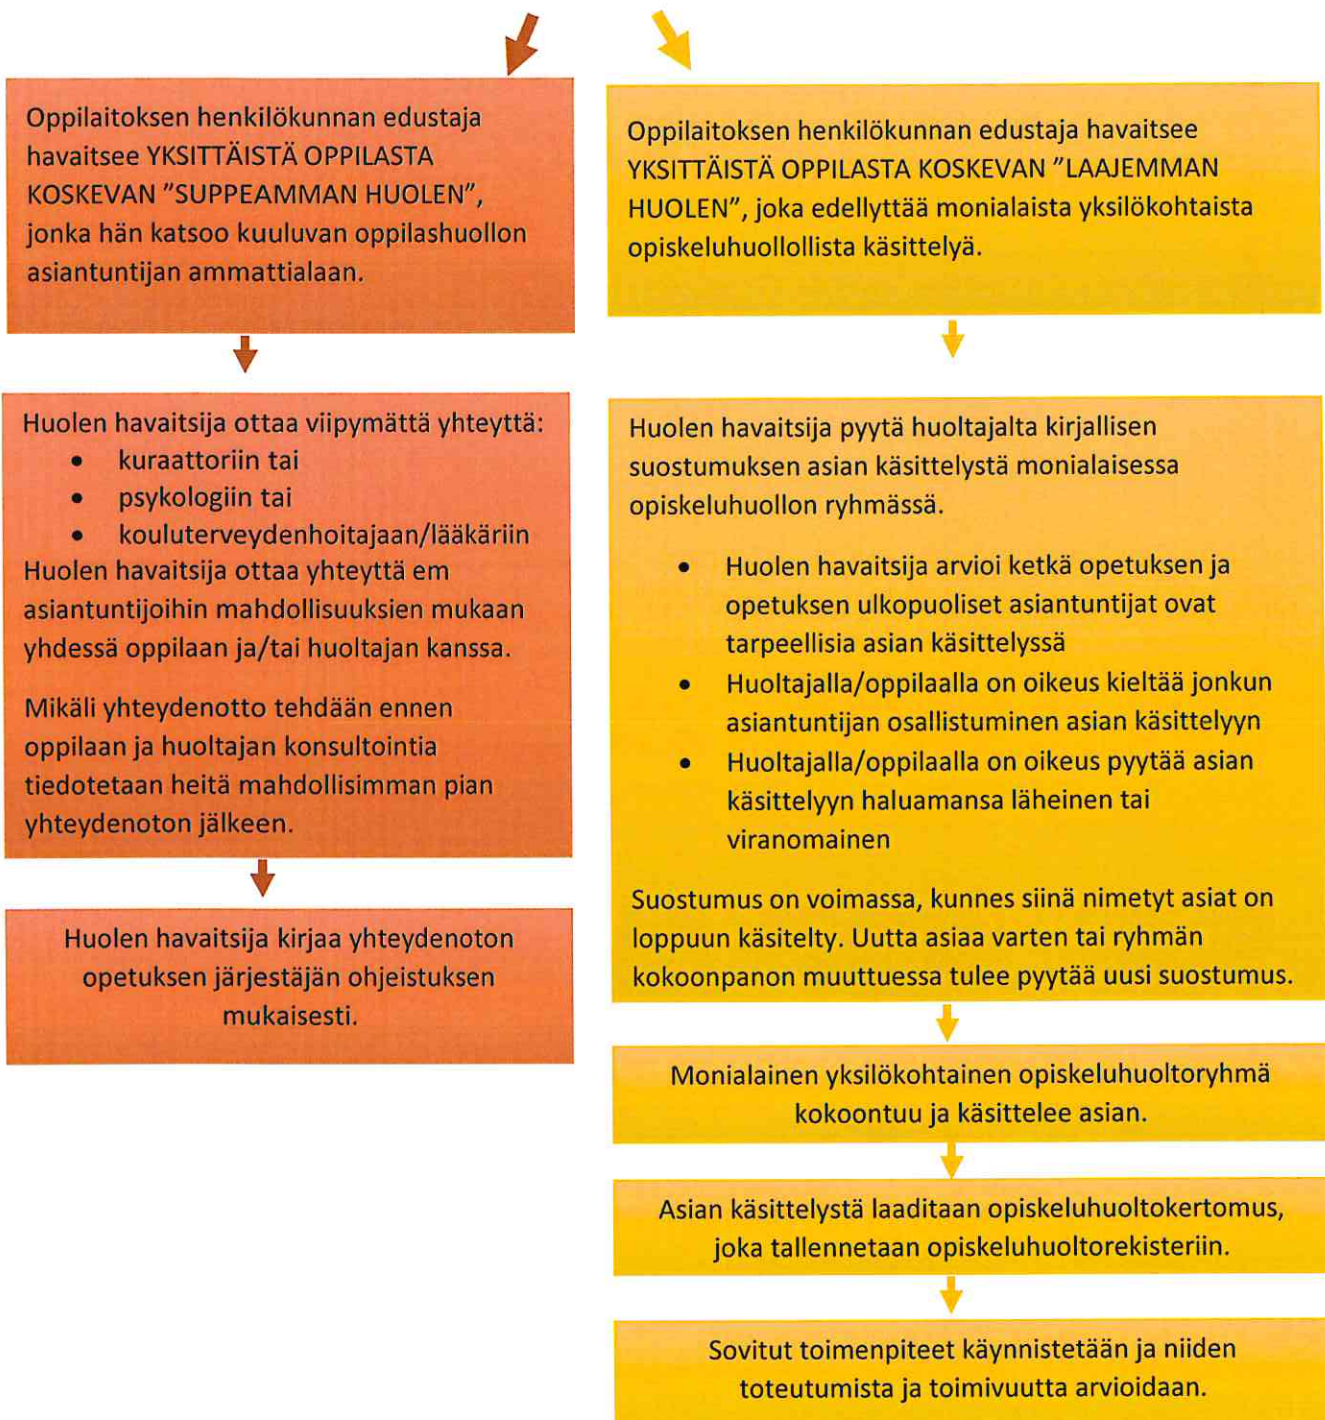 Oppilaitoksen henkilökunnan edustaja
havaitsee YKSITTÄISTÄ OPPILASTA
KOSKEVAN ”SUPPEAMMAN HUOLEN”,
jonka hän katsoo kuuluvan oppilashuollon
asiantuntijan ammattialaan.
Huolen havaitsija ottaa viipymättä yhteyttä:
• kuraattoriin tai
• psykologiin tai
• kouluterveydenhoitajaan/lääkäriin
Huolen havaitsija ottaa yhteyttä em
asiantuntijoihin mahdollisuuksien mukaan
yhdessä oppilaan ja/tai huoltajan kanssa.
Mikäli yhteydenotto tehdään ennen
oppilaan ja huoltajan konsultointia
tiedotetaan heitä mahdollisimman pian
yhteydenoton jälkeen.
Huolen havaitsija kirjaa yhteydenoton
opetuksen järjestäjän ohjeistuksen
mukaisesti.
Oppilaitoksen henkilökunnan edustaja havaitsee
YKSITTÄISTÄ OPPILASTA KOSKEVAN ”LAAJEMMAN
HUOLEN”, joka edellyttää monialaista yksilökohtaista
opiskeluhuollollista käsittelyä.
Huolen havaitsija pyytä huoltajalta kirjallisen
suostumuksen asian käsittelystä monialaisessa
opiskeluhuollon ryhmässä.
• Huolen havaitsija arvioi ketkä opetuksen ja
opetuksen ulkopuoliset asiantuntijat ovat
tarpeellisia asian käsittelyssä
• Huoltajalla/oppilaalla on oikeus kieltää jonkun
asiantuntijan osallistuminen asian käsittelyyn
• Huoltajalla/oppilaalla on oikeus pyytää asian
käsittelyyn haluamansa läheinen tai
viranomainen
Suostumus on voimassa, kunnes siinä nimetyt asiat on
loppuun käsitelty. Uutta asiaa varten tai ryhmän
kokoonpanon muuttuessa tulee pyytää uusi suostumus.
Monialainen yksilökohtainen opiskeluhuoltoryhmä
kokoontuu ja käsittelee asian.
Asian käsittelystä laaditaan opiskeluhuoltokertomus,
joka tallennetaan opiskeluhuoltorekisteriin.
Sovitut toimenpiteet käynnistetään ja niiden
toteutumista ja toimivuutta arvioidaan.